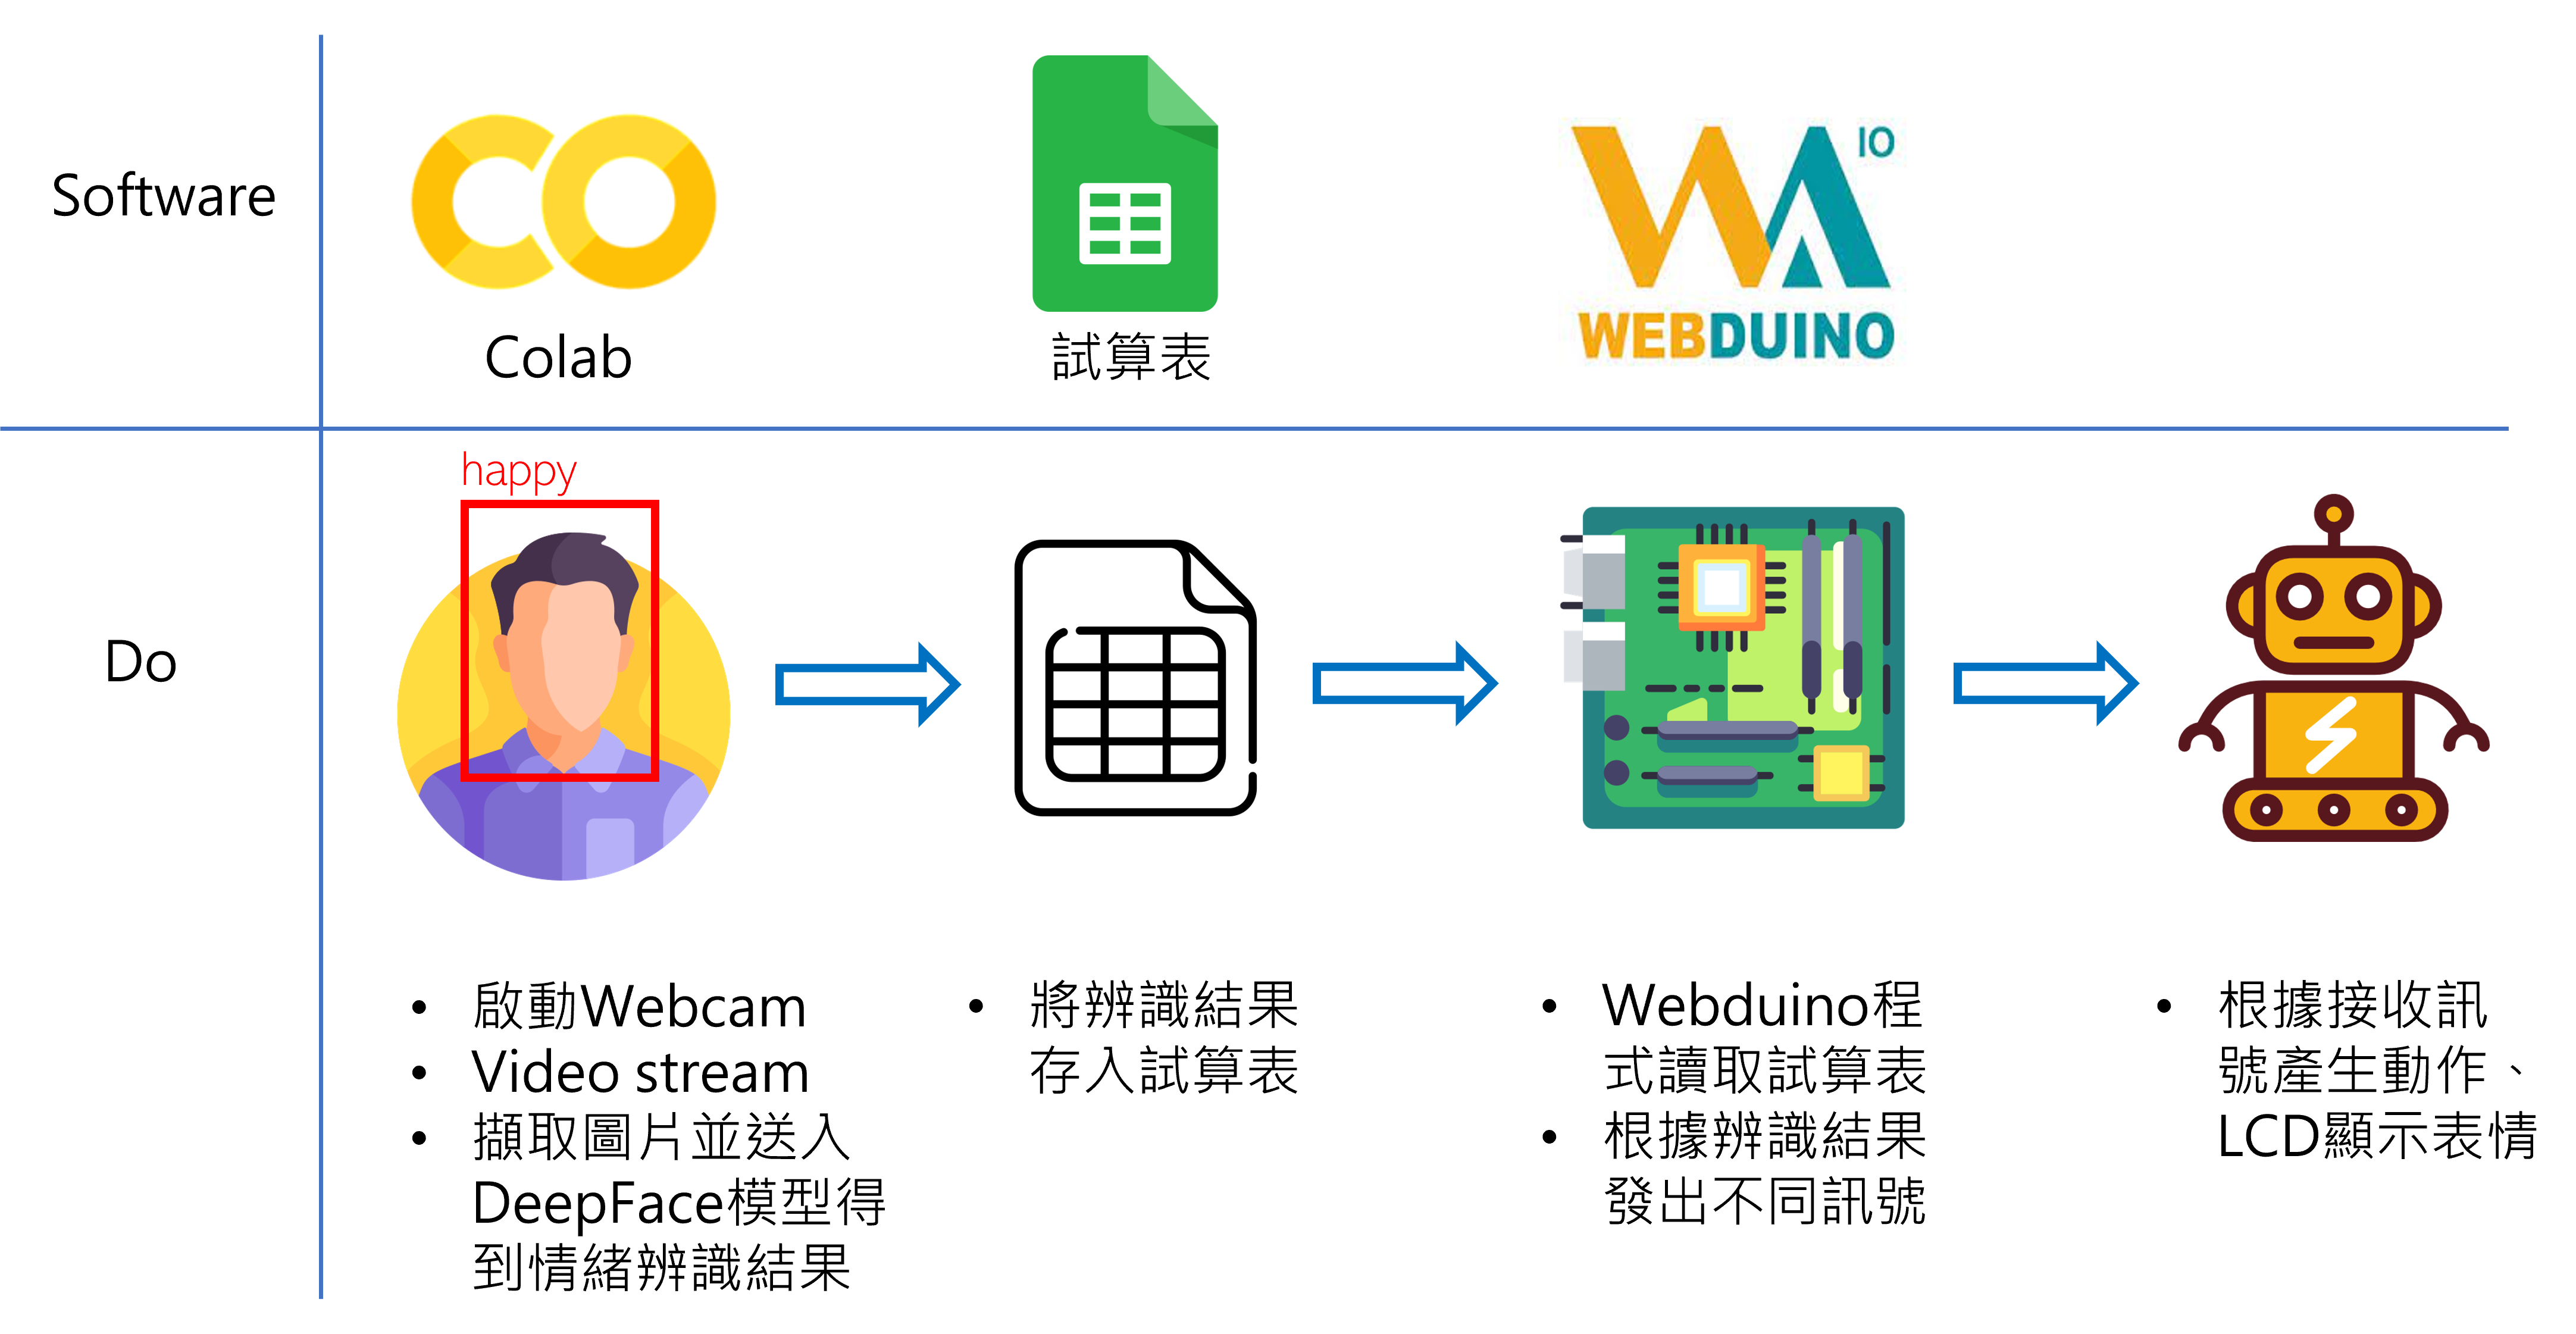 Software
Colab
試算表
IO
WEBDUINO
Do
happy
• 啟動Webcam
• Video stream
• 擷取圖片並送入
DeepFace模型得
到情緒辨識結果
• 將辨識結果
存入試算表
• Webduino程
式讀取試算表
• 根據辨識結果
發出不同訊號
• 根據接收訊
號產生動作、
LCD顯示表情